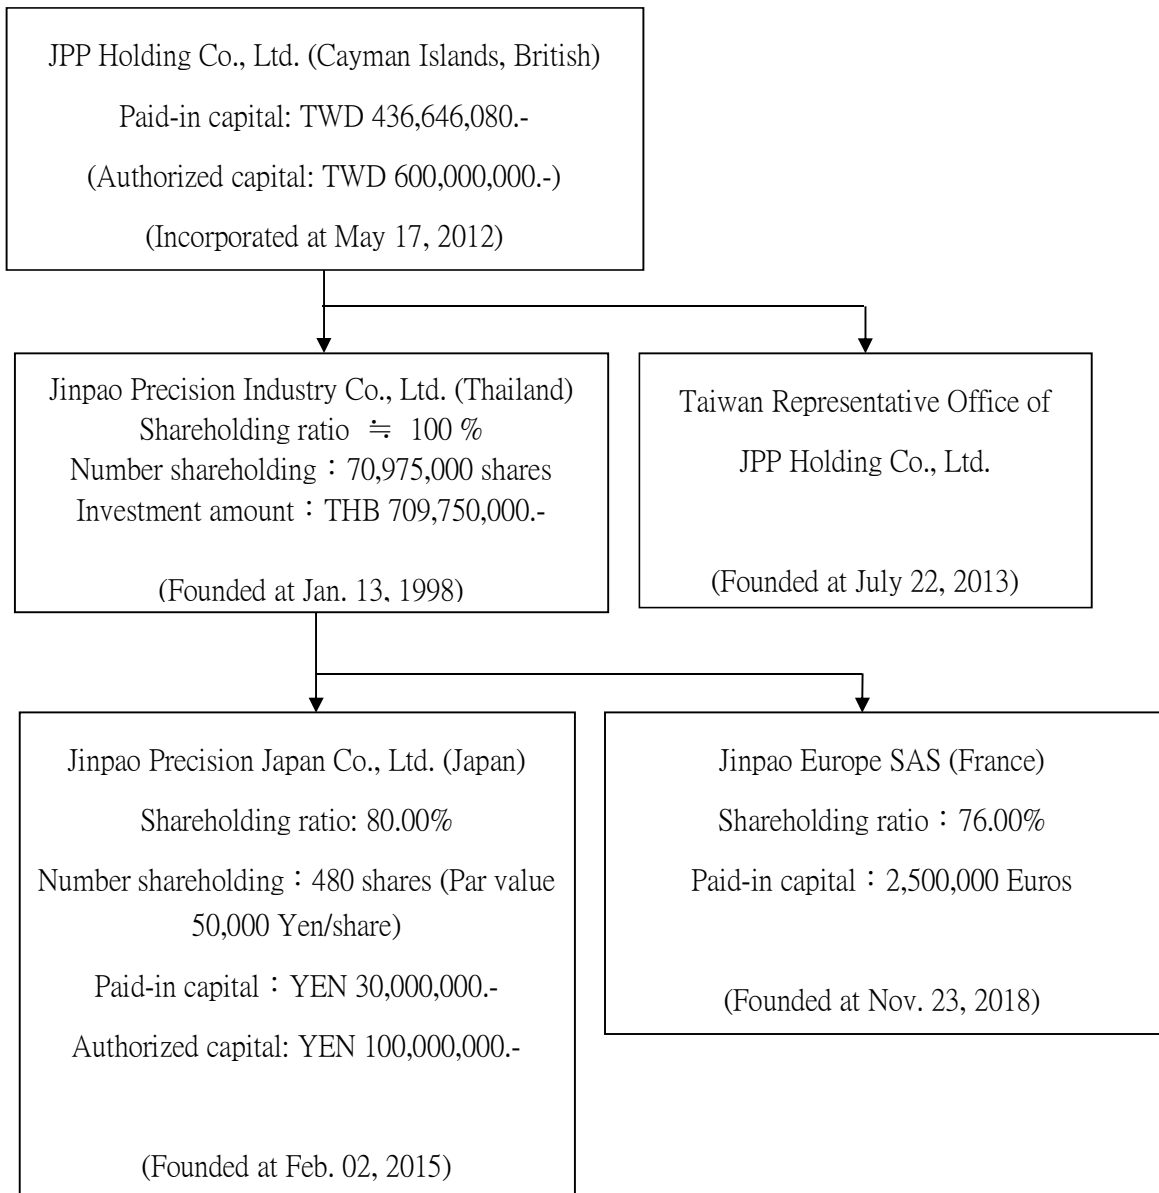 JPP Holding Co., Ltd. (Cayman Islands, British)
Paid-in capital: TWD 436,646,080.-
(Authorized capital: TWD 600,000,000.-)
(Incorporated at May 17, 2012)
Jinpao Precision Industry Co., Ltd. (Thailand)
Shareholding ratio ≒ 100 %
Number shareholding：70,975,000 shares
Investment amount：THB 709,750,000.-
(Founded at Jan. 13, 1998)
Taiwan Representative Office of
JPP Holding Co., Ltd.
(Founded at July 22, 2013)
Jinpao Precision Japan Co., Ltd. (Japan)
Shareholding ratio: 80.00%
Number shareholding：480 shares (Par value
50,000 Yen/share)
Paid-in capital：YEN 30,000,000.-
Authorized capital: YEN 100,000,000.-
(Founded at Feb. 02, 2015)
Jinpao Europe SAS (France)
Shareholding ratio：76.00%
Paid-in capital：2,500,000 Euros
(Founded at Nov. 23, 2018)